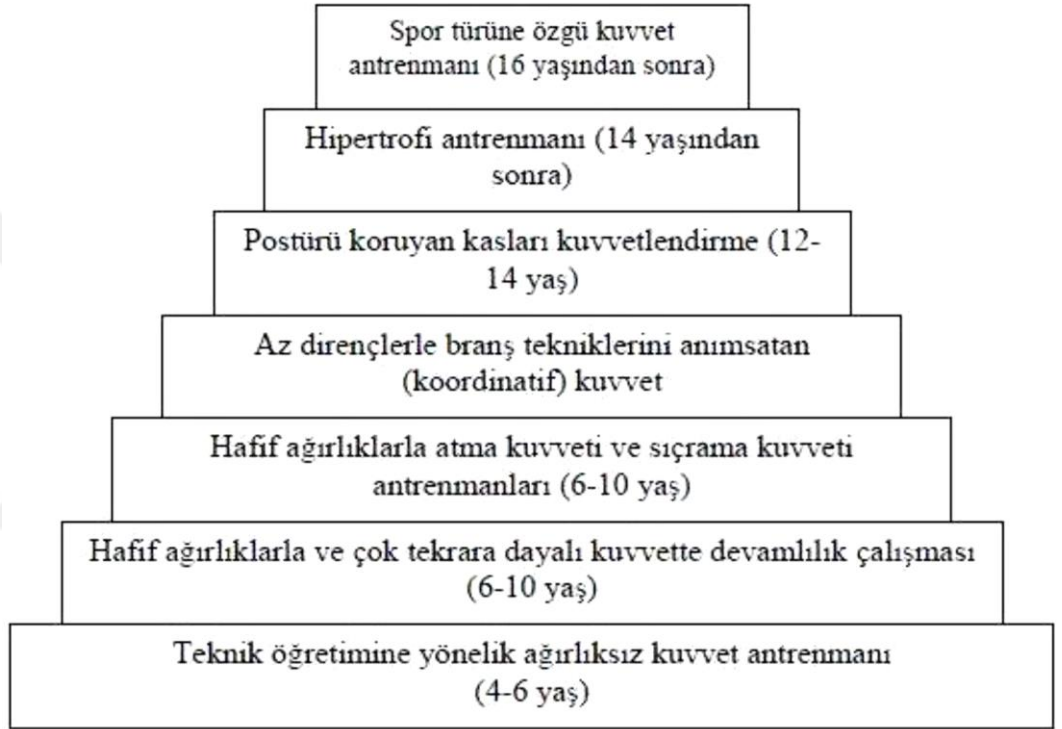 Spor türüne özgü kuvvet
antrenmanı (16 yaşından sonra)
Hipertrofi antrenmanı (14 yaşından
sonra)
Postürü koruyan kasları kuvvetlendirme (12-
14 yaş)
Az dirençlerle branş tekniklerini anımsatan
(koordinatif) kuvvet
Hafif ağırlıklarla atma kuvveti ve sıçrama kuvveti
antrenmanları (6-10 yaş)
Hafif ağırlıklarla ve çok tekrara dayalı kuvvette devamlılık çalışması
(6-10 yaş)
Teknik öğretimine yönelik ağırlıksız kuvvet antrenmanı
(4-6 yaş)